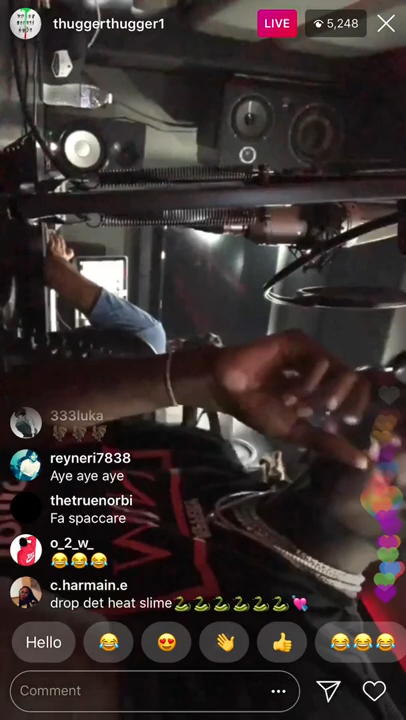 thuggerthugger1
LIVE
5,248
333luka
reyneri7838
Aye aye aye
thetruenorbi
Fa spaccare
o_2_w_
😂😂😂
c.harmain.e
drop det heat slime🐍🐍🐍🐍🐍🐍💘
Hello
Comment